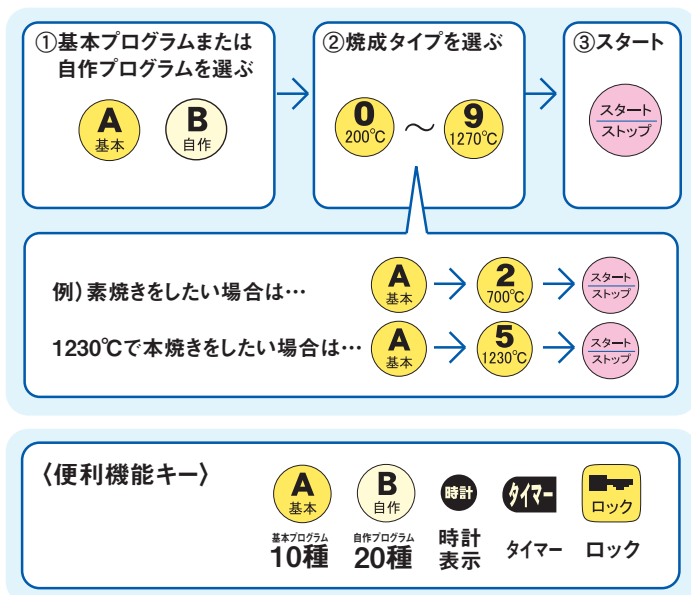 ①基本プログラムまたは
自作プログラムを選ぶ
A
基本
B
自作
②焼成タイプを選ぶ
0
200℃
～
9
1270℃
③スタート
スタート
ストップ
例）素焼きをしたい場合は…
A
基本
2
700℃
スタート
ストップ
1230℃で本焼きをしたい場合は…
A
基本
5
1230℃
スタート
ストップ
〈便利機能キー〉
A
基本
基本プログラム
10種
B
自作
自作プログラム
20種
時計
時計
表示
タイマー
タイマー
ロック
ロック